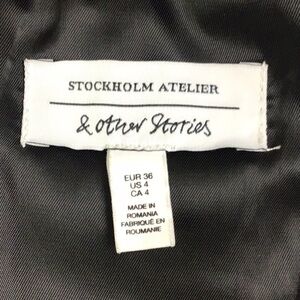 STOCKHOLM ATELIER
& other Stories
EUR 36
US 4
CA 4
MADE IN
ROMANIA
FABRIQUÉ EN
ROUMANIE